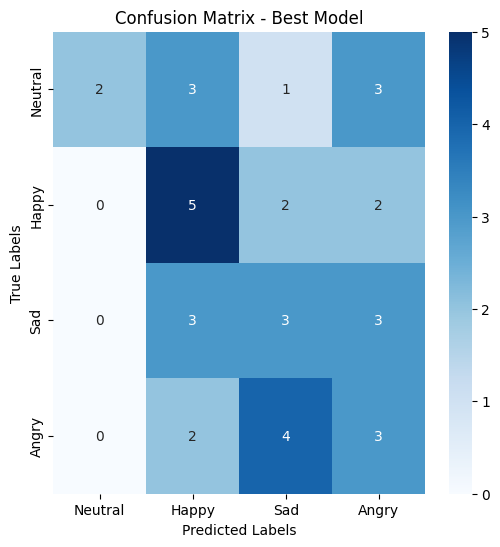 Confusion Matrix - Best Model
True Labels
Neutral
2 3 1 3
Happy
0 5 2 2
Sad
0 3 3 3
Angry
0 2 4 3
Neutral Happy Sad Angry
Predicted Labels
5
4
3
2
1
0